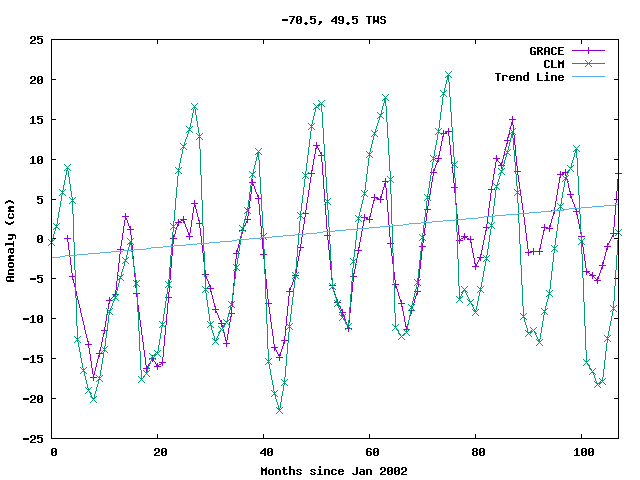 -70.5, 49.5 TWS
GRACE
CLM
Trend Line
25
20
15
10
5
0
-5
-10
-15
-20
-25
Anomaly (cm)
0 20 40 60 80 100
Months since Jan 2002